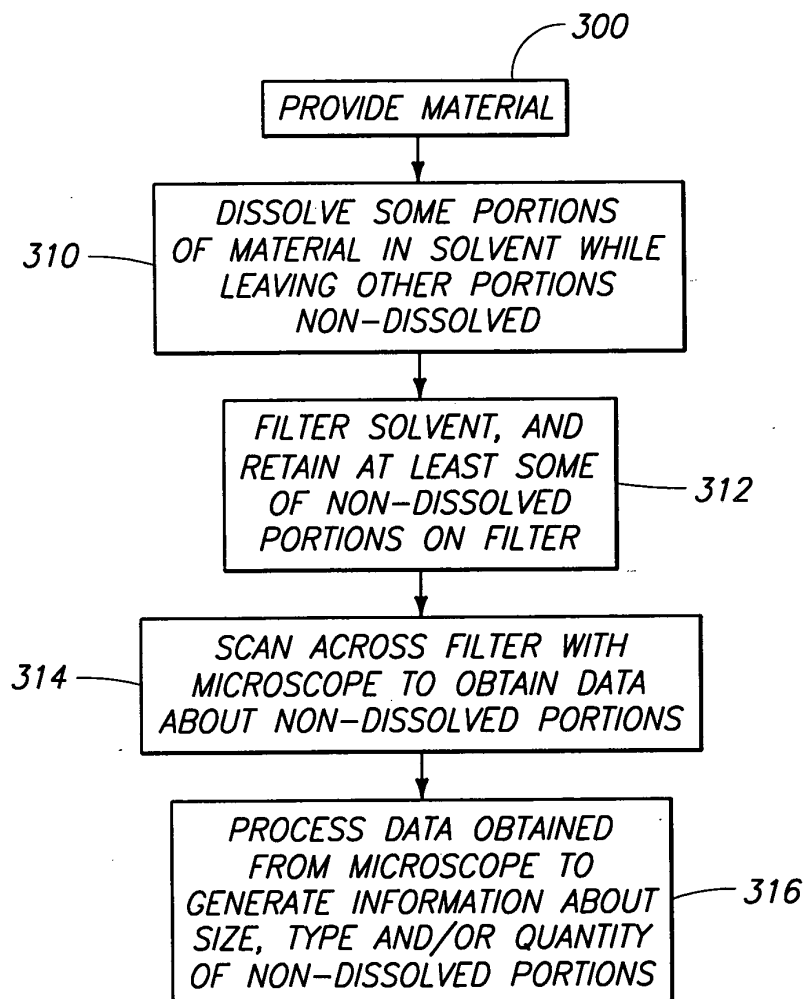 300
PROVIDE MATERIAL
DISSOLVE SOME PORTIONS
OF MATERIAL IN SOLVENT WHILE
LEAVING OTHER PORTIONS
NON-DISSOLVED
310
FILTER SOLVENT, AND
RETAIN AT LEAST SOME
OF NON-DISSOLVED
PORTIONS ON FILTER
312
SCAN ACROSS FILTER WITH
MICROSCOPE TO OBTAIN DATA
ABOUT NON-DISSOLVED PORTIONS
314
PROCESS DATA OBTAINED
FROM MICROSCOPE TO
GENERATE INFORMATION ABOUT
SIZE, TYPE AND/OR QUANTITY
OF NON-DISSOLVED PORTIONS
316